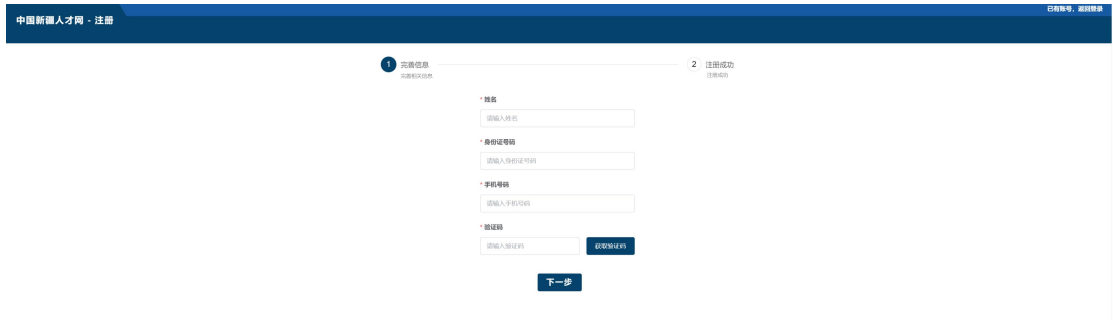 已有账号，返回登录
中国新疆人才网 - 注册
1 完善信息
完善相关信息
2 注册成功
注册成功
* 姓名
请输入姓名
* 身份证号码
请输入身份证号码
* 手机号码
请输入手机号码
* 验证码
请输入验证码
获取验证码
下一步